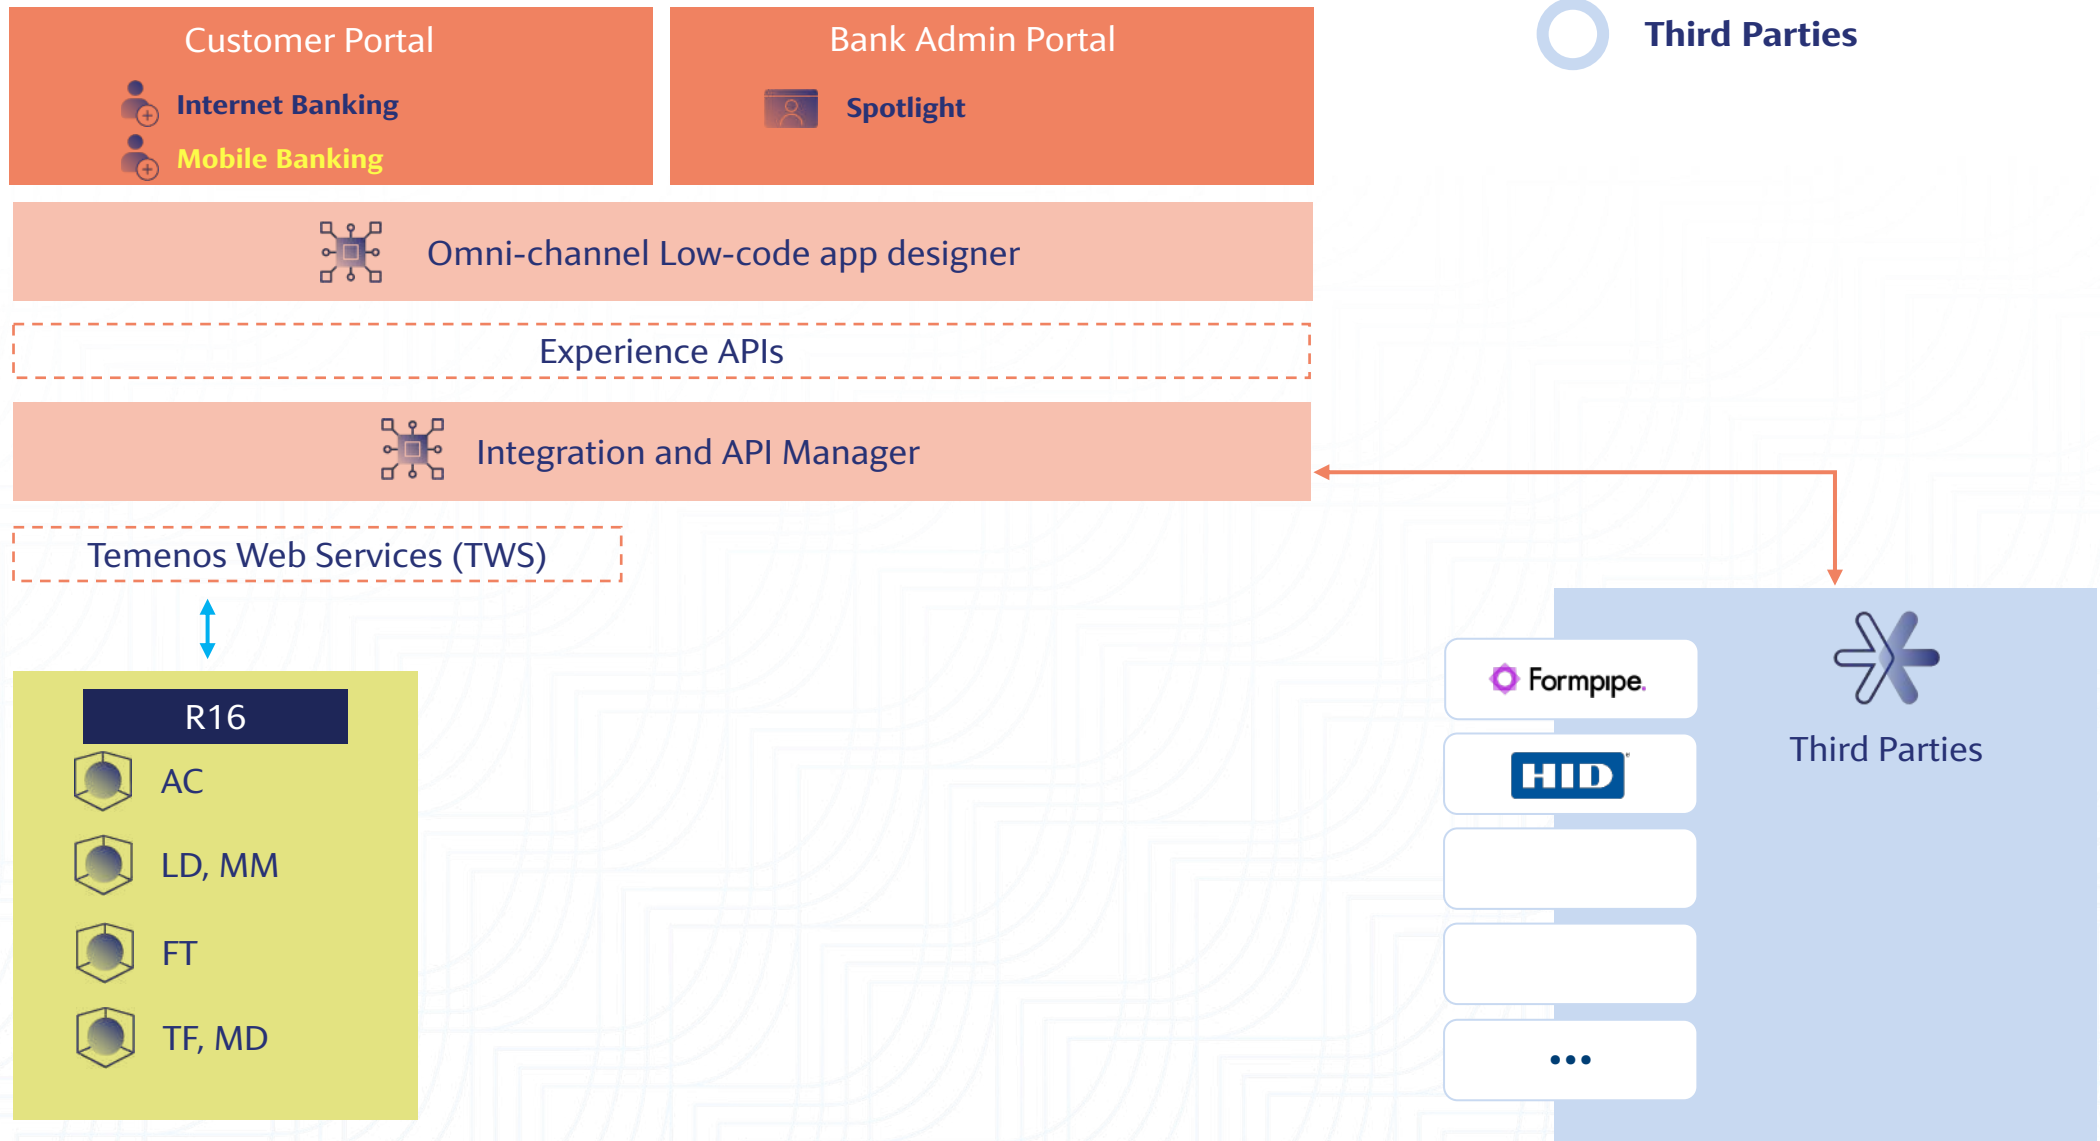 Customer Portal
Internet Banking
Mobile Banking
Bank Admin Portal
Spotlight
Third Parties
Omni-channel Low-code app designer
Experience APIs
Integration and API Manager
Temenos Web Services (TWS)
R16
AC
LD, MM
FT
TF, MD
Formpipe.
HID®
...
Third Parties